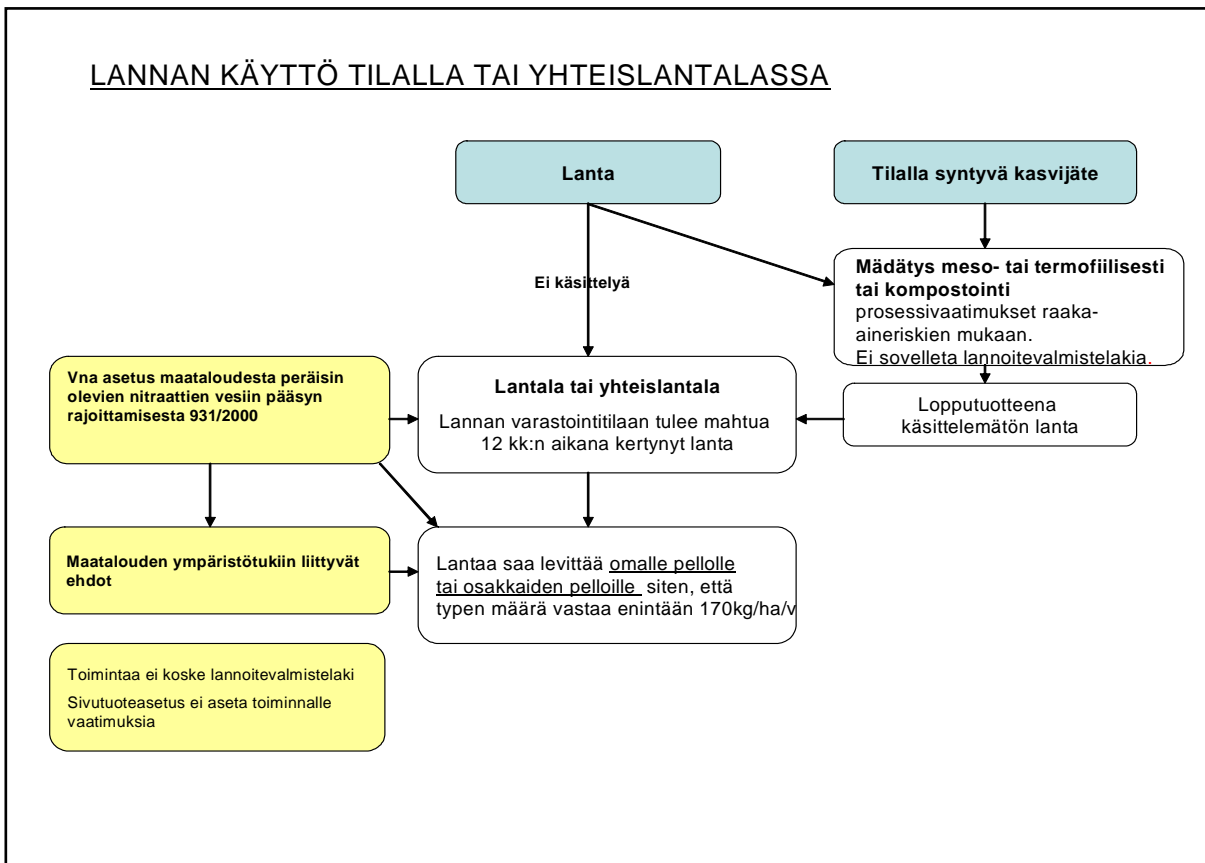 LANNAN KÄYTTÖ TILALLA TAI YHTEISLANTALASSA
Lanta
Tilalla syntyvä kasvijäte
Ei käsittelyä
Mädätys meso- tai termofiilisesti
tai kompostointi
prosessivaatimukset raaka-
aineriskien mukaan.
Ei sovelleta lannoitevalmistelakia.
Vna asetus maataloudesta peräisin
olevien nitraattien vesiin pääsyn
rajoittamisesta 931/2000
Lantala tai yhteislantala
Lannan varastointitilaan tulee mahtua
12 kk:n aikana kertynyt lanta
Lopputuotteena
käsittelemätön lanta
Maatalouden ympäristötukiin liittyvät
ehdot
Lantaa saa levittää omalle pellolle
tai osakkaiden pelloille siten, että
typen määrä vastaa enintään 170kg/ha/v
Toimintaa ei koske lannoitevalmistelaki
Sivutuoteasetus ei aseta toiminnalle
vaatimuksia